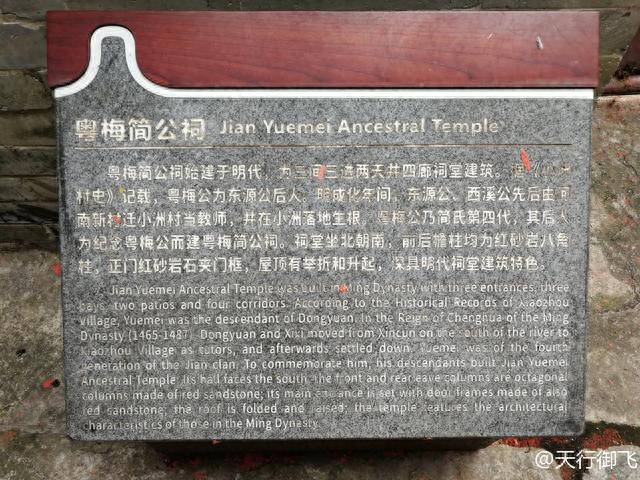 粤梅简公祠 Jian Yuemei Ancestral Temple
粤梅简公祠始建于明代，为三间三进两天井四廊祠堂建筑。据《小洲
村史》记载，粤梅公为东源公后人。明成化年间，东源公、西溪公先后由河
南新村迁小洲村当教师，并在小洲落地生根。粤梅公乃简氏第四代，其后人
为纪念粤梅公而建粤梅简公祠。祠堂坐北朝南，前后檐柱均为红砂岩八角
柱，正门红砂岩石夹门框，屋顶有举折和升起，深具明代祠堂建筑特色。
Jian Yuemei Ancestral Temple was built in Ming Dynasty with three entrances, three
bays, two patios and four corridors. According to the Historical Records of Xiaozhou
Village, Yuemei was the descendant of Dongyuan. In the Reign of Chenghua of the Ming
Dynasty (1465-1487), Dongyuan and Xixi moved from Xincun on the south of the river to
Xiaozhou Village as tutors, and afterwards settled down. Yuemei was of the fourth
generation of the Jian clan. To commemorate him, his descendants built Jian Yuemei
Ancestral Temple. Its hall faces the south; the front and rear eave columns are octagonal
columns made of red sandstone; its main entrance is set with door frames made of also
red sandstone; the roof is folded and raised; the temple features the architectural
characteristics of those in the Ming Dynasty.
@天行御飞